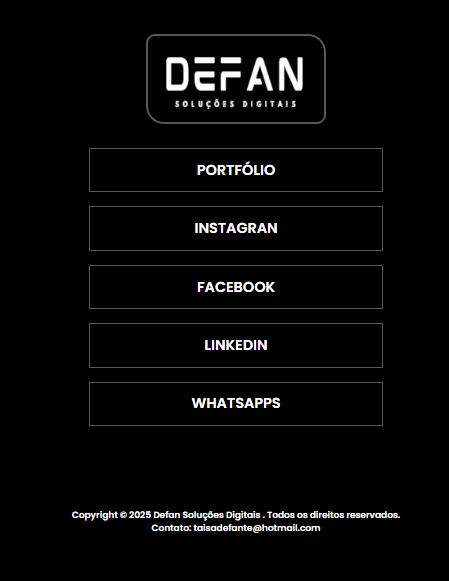 DEFAN
SOLUÇÕES DIGITAIS
PORTFÓLIO
INSTAGRAN
FACEBOOK
LINKEDIN
WHATSAPPS
Copyright © 2025 Defan Soluções Digitais . Todos os direitos reservados.
Contato: taisadefante@hotmail.com